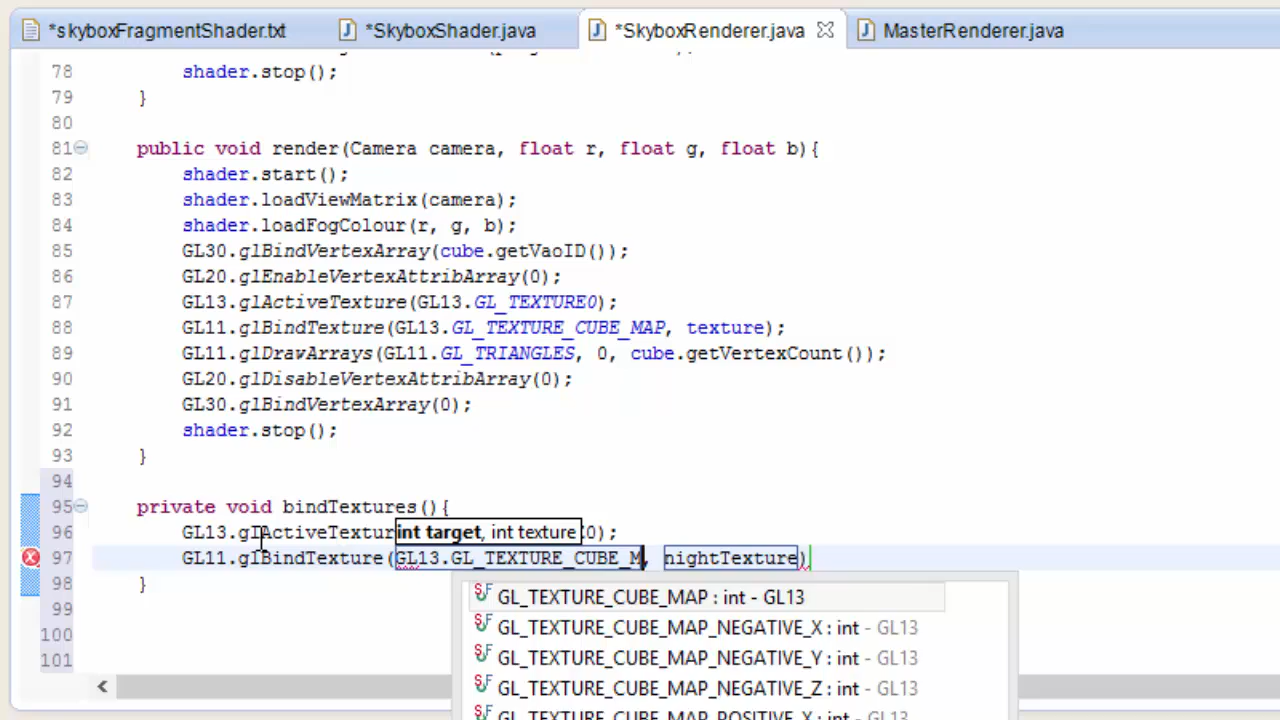 *skyboxFragmentShader.txt *SkyboxShader.java *SkyboxRenderer.java MasterRenderer.java
78 shader.stop();
79 }
80
81 public void render(Camera camera, float r, float g, float b){
82 shader.start();
83 shader.loadViewMatrix(camera);
84 shader.loadFogColour(r, g, b);
85 GL30.glBindVertexArray(cube.getVaoID());
86 GL20.glEnableVertexAttribArray(0);
87 GL13.glActiveTexture(GL13.GL_TEXTURE0);
88 GL11.glBindTexture(GL13.GL_TEXTURE_CUBE_MAP, texture);
89 GL11.glDrawArrays(GL11.GL_TRIANGLES, 0, cube.getVertexCount());
90 GL20.glDisableVertexAttribArray(0);
91 GL30.glBindVertexArray(0);
92 shader.stop();
93 }
94
95 private void bindTextures(){
96 GL13.glActiveTextur int target, int texture 0);
97 GL11.glBindTexture(GL13.GL_TEXTURE_CUBE_M, nightTexture)
98 }
GL_TEXTURE_CUBE_MAP : int - GL13
99
GL_TEXTURE_CUBE_MAP_NEGATIVE_X : int - GL13
100
GL_TEXTURE_CUBE_MAP_NEGATIVE_Y : int - GL13
101
GL_TEXTURE_CUBE_MAP_NEGATIVE_Z : int - GL13
GL_TEXTURE_CUBE_MAP_POSITIVE_X : int - GL13